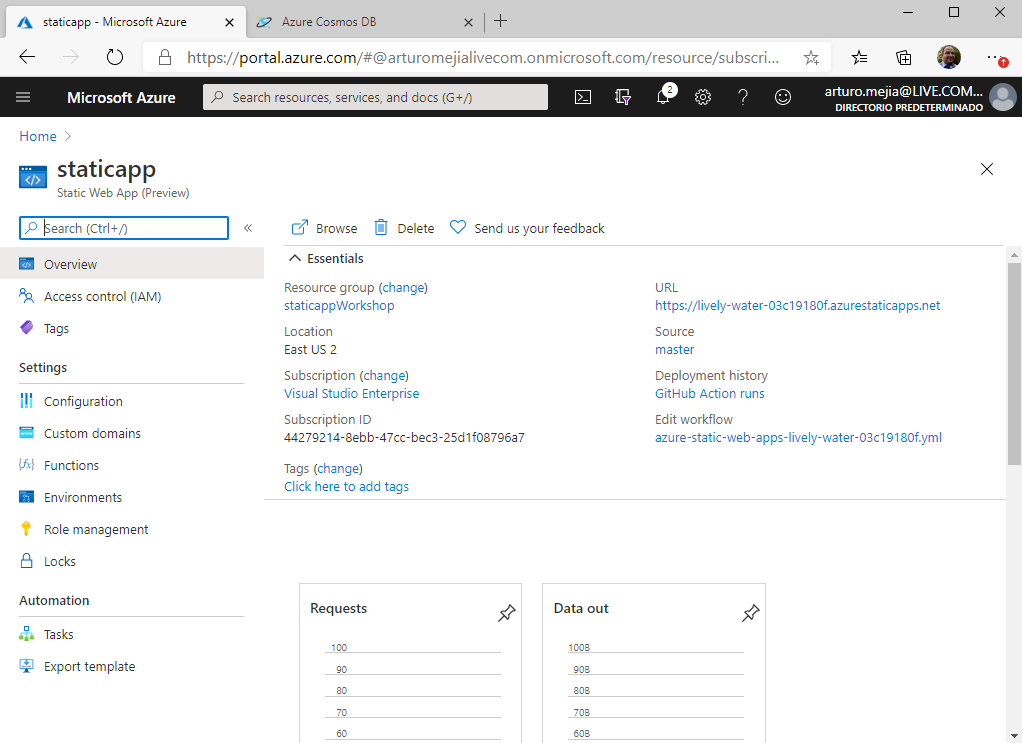 staticapp - Microsoft Azure
Azure Cosmos DB
https://portal.azure.com/#@arturomejialivecom.onmicrosoft.com/resource/subscri...
Microsoft Azure
Search resources, services, and docs (G+/)
2
arturo.mejia@LIVE.COM...
DIRECTORIO PREDETERMINADO
Home
staticapp
Static Web App (Preview)
Search (Ctrl+/)
Browse
Delete
Send us your feedback
Overview
Access control (IAM)
Tags
Settings
Configuration
Custom domains
Functions
Environments
Role management
Locks
Automation
Tasks
Export template
Essentials
Resource group (change)
staticappWorkshop
Location
East US 2
Subscription (change)
Visual Studio Enterprise
Subscription ID
44279214-8ebb-47cc-bec3-25d1f08796a7
Tags (change)
Click here to add tags
URL
https://lively-water-03c19180f.azurestaticapps.net
Source
master
Deployment history
GitHub Action runs
Edit workflow
azure-static-web-apps-lively-water-03c19180f.yml
Requests
100
90
80
70
60
Data out
100B
90B
80B
70B
60B